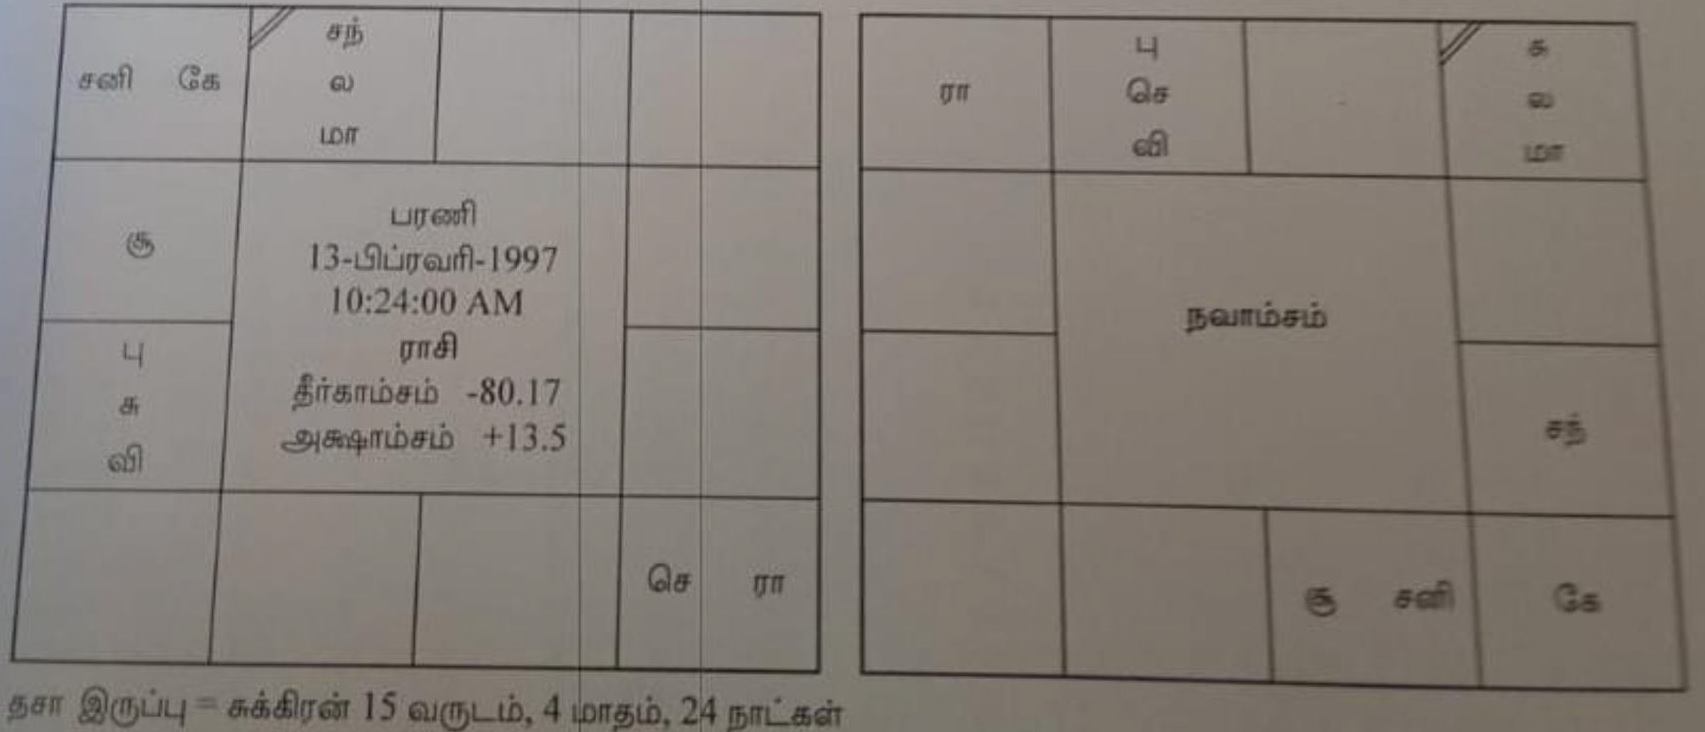 சனி கே
சந்
ல
மா
சூ
பரணி
13-பிப்ரவரி-1997
10:24:00 AM
ராசி
தீர்காம்சம் -80.17
அக்ஷாம்சம் +13.5
பு
சு
வி
செ ரா
ரா
பு
செ
வி
சு
ல
மா
நவாம்சம்
சந்
சூ சனி
கே
தசா இருப்பு = சுக்கிரன் 15 வருடம், 4 மாதம், 24 நாட்கள்